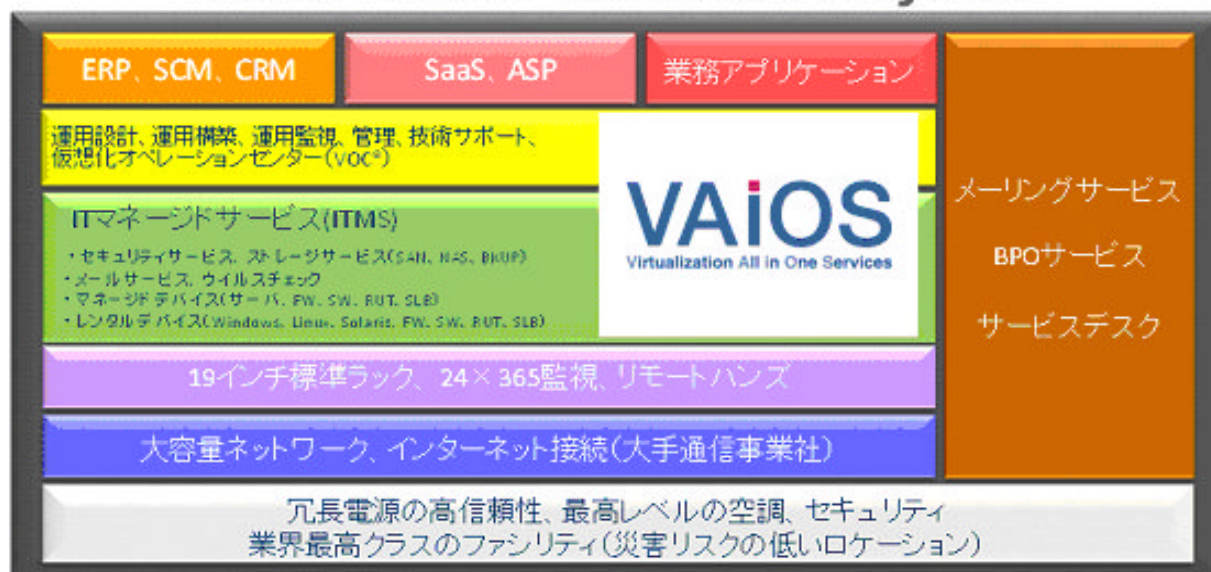 ERP、SCM、CRM
SaaS、ASP
業務アプリケーション
運用設計、運用構築、運用監視、管理、技術サポート、
仮想化オペレーションセンター(VOC®)
ITマネージドサービス(ITMS)
・セキュリティサービス、ストレージサービス(SAN、NAS、BKUP)
・メールサービス、ウイルスチェック
・マネージドデバイス(サーバ、FW、SW、RUT、SLB)
・レンタルデバイス(Windows、Linux、Solaris、FW、SW、RUT、SLB)
VAiOS
Virtualization All in One Services
19インチ標準ラック、24×365監視、リモートハンズ
大容量ネットワーク、インターネット接続(大手通信事業社)
メーリングサービス
BPOサービス
サービスデスク
冗長電源の高信頼性、最高レベルの空調、セキュリティ
業界最高クラスのファシリティ(災害リスクの低いロケーション)